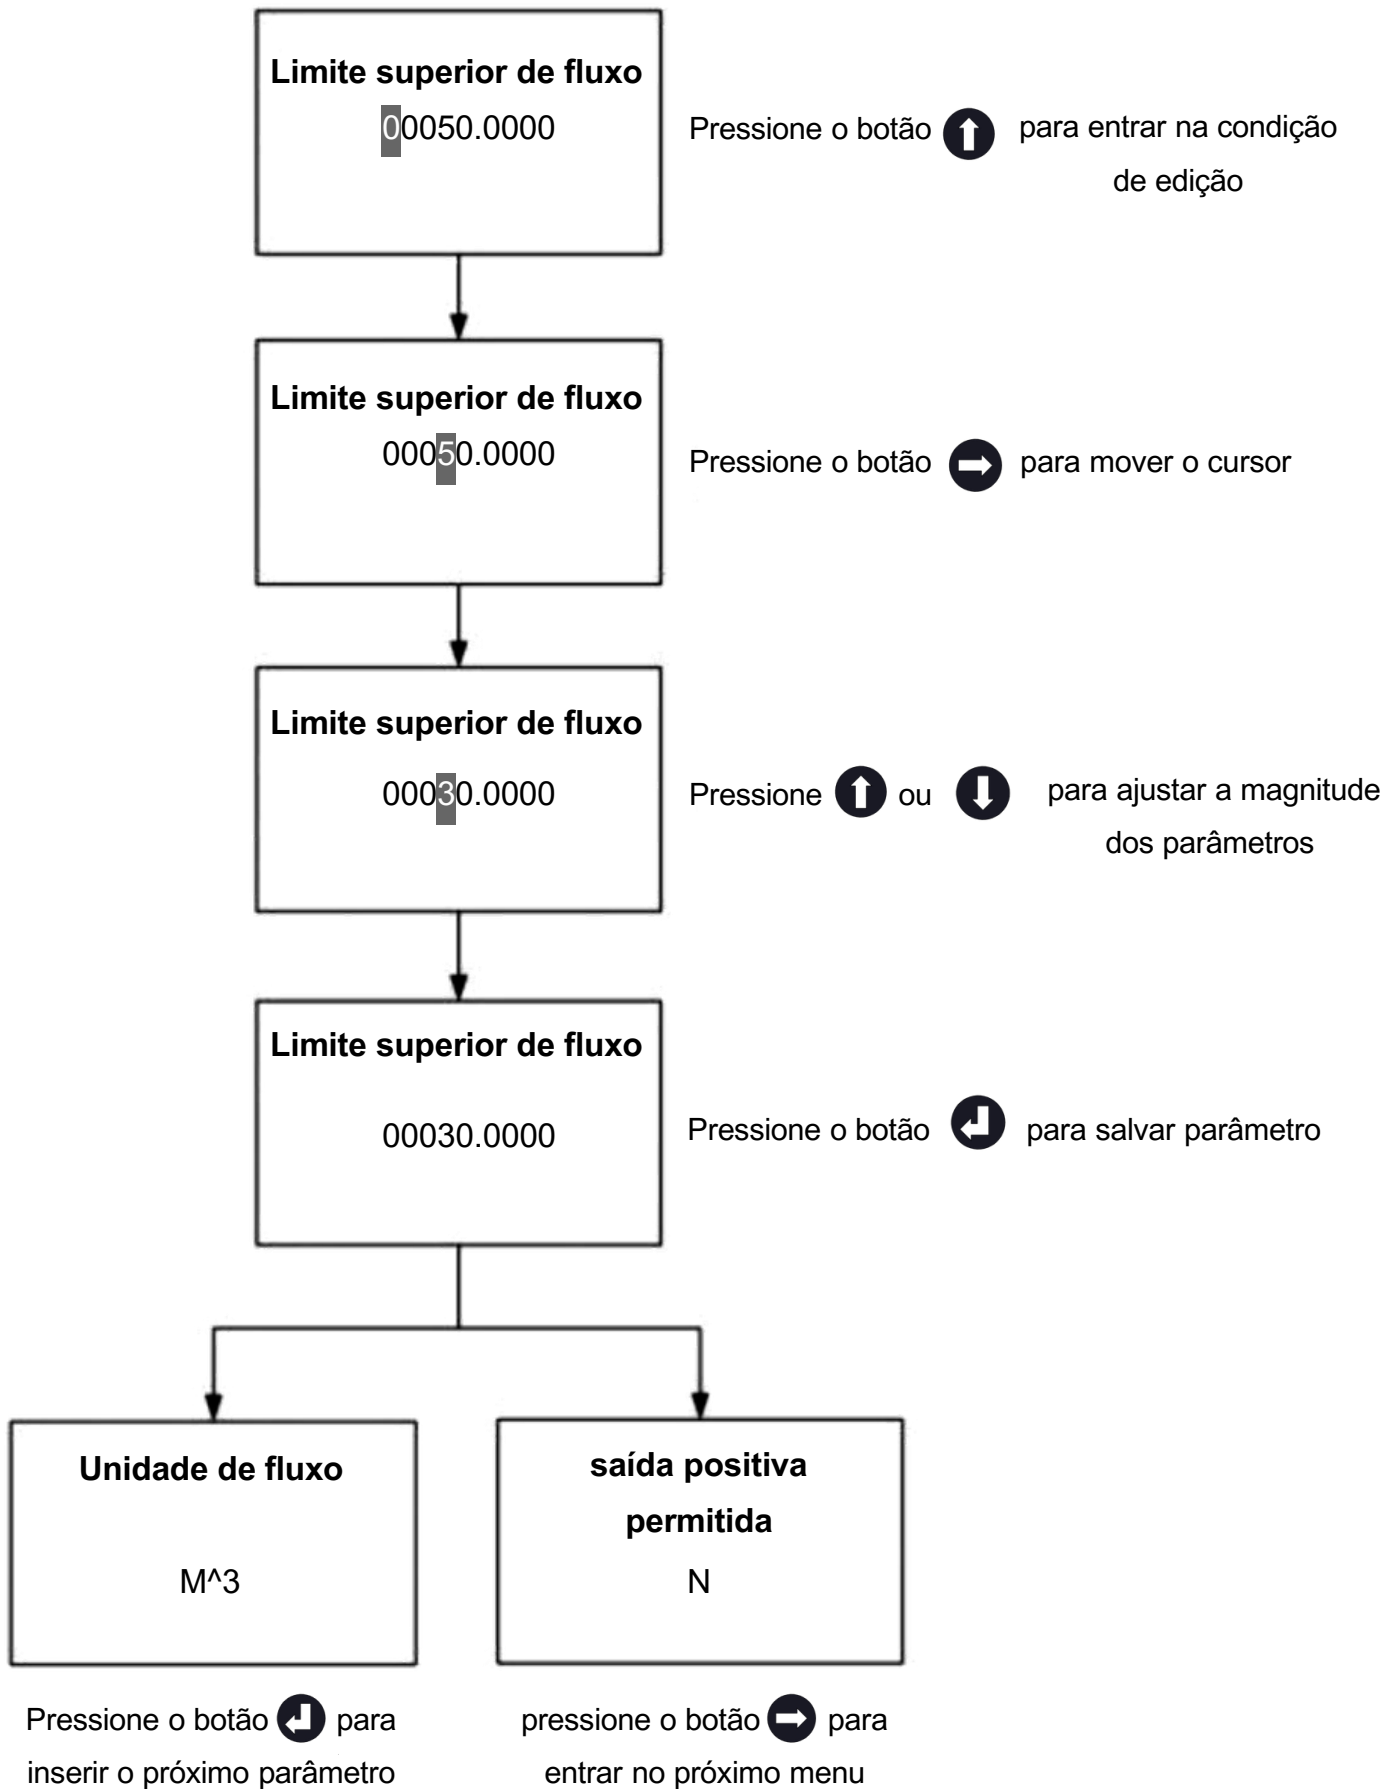 Limite superior de fluxo
00050.0000
Pressione o botão para entrar na condição
de edição
Limite superior de fluxo
00050.0000
Pressione o botão para mover o cursor
Limite superior de fluxo
00030.0000
Pressione ou para ajustar a magnitude
dos parâmetros
Limite superior de fluxo
00030.0000
Pressione o botão para salvar parâmetro
Unidade de fluxo
M^3
saída positiva
permitida
N
Pressione o botão para
inserir o próximo parâmetro
pressione o botão para
entrar no próximo menu